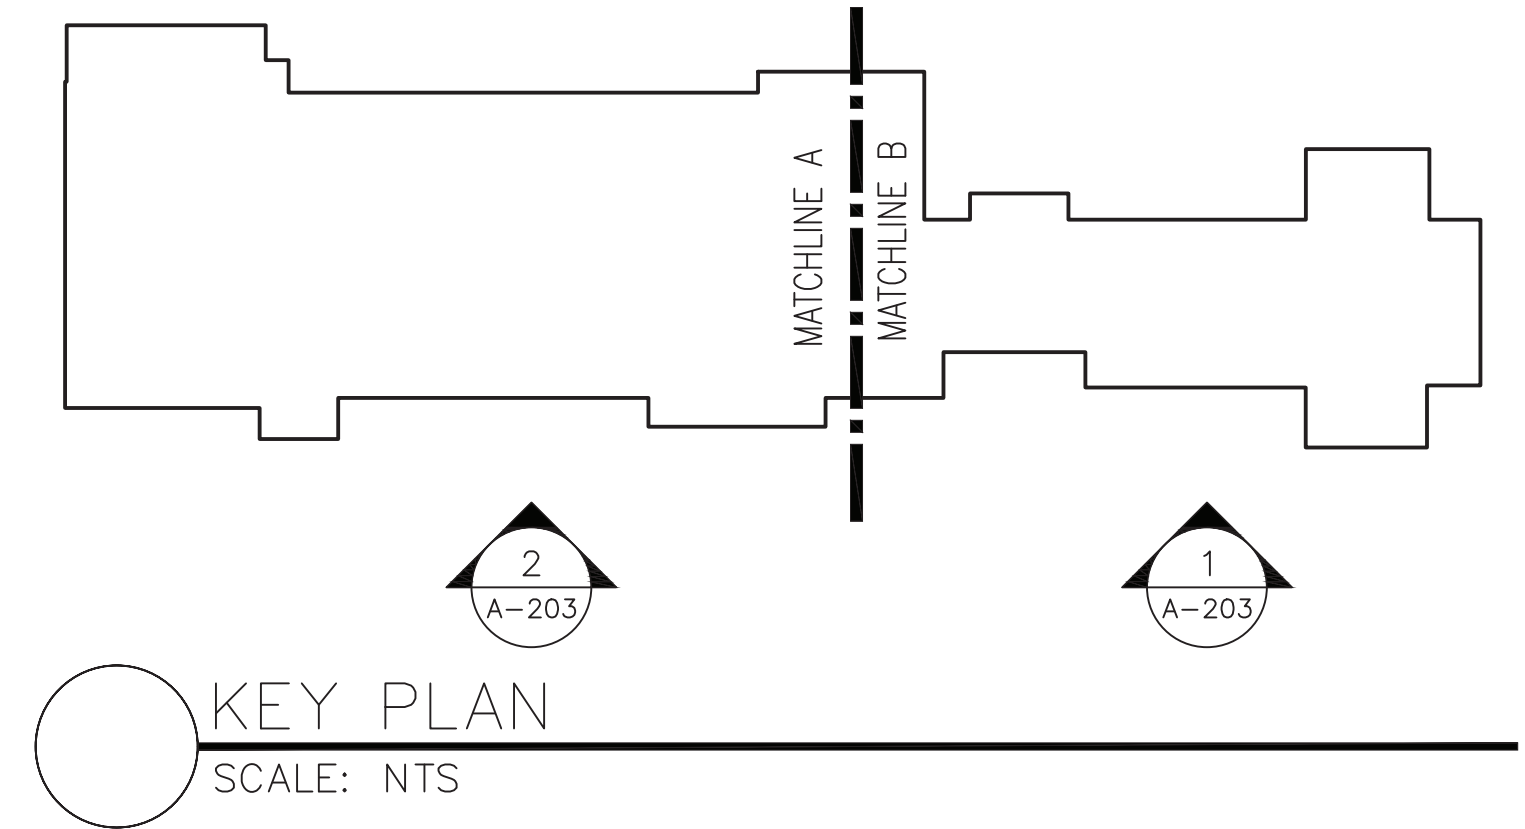 MATCHLINE A
MATCHLINE B
2
A-203
1
A-203
KEY PLAN
SCALE: NTS